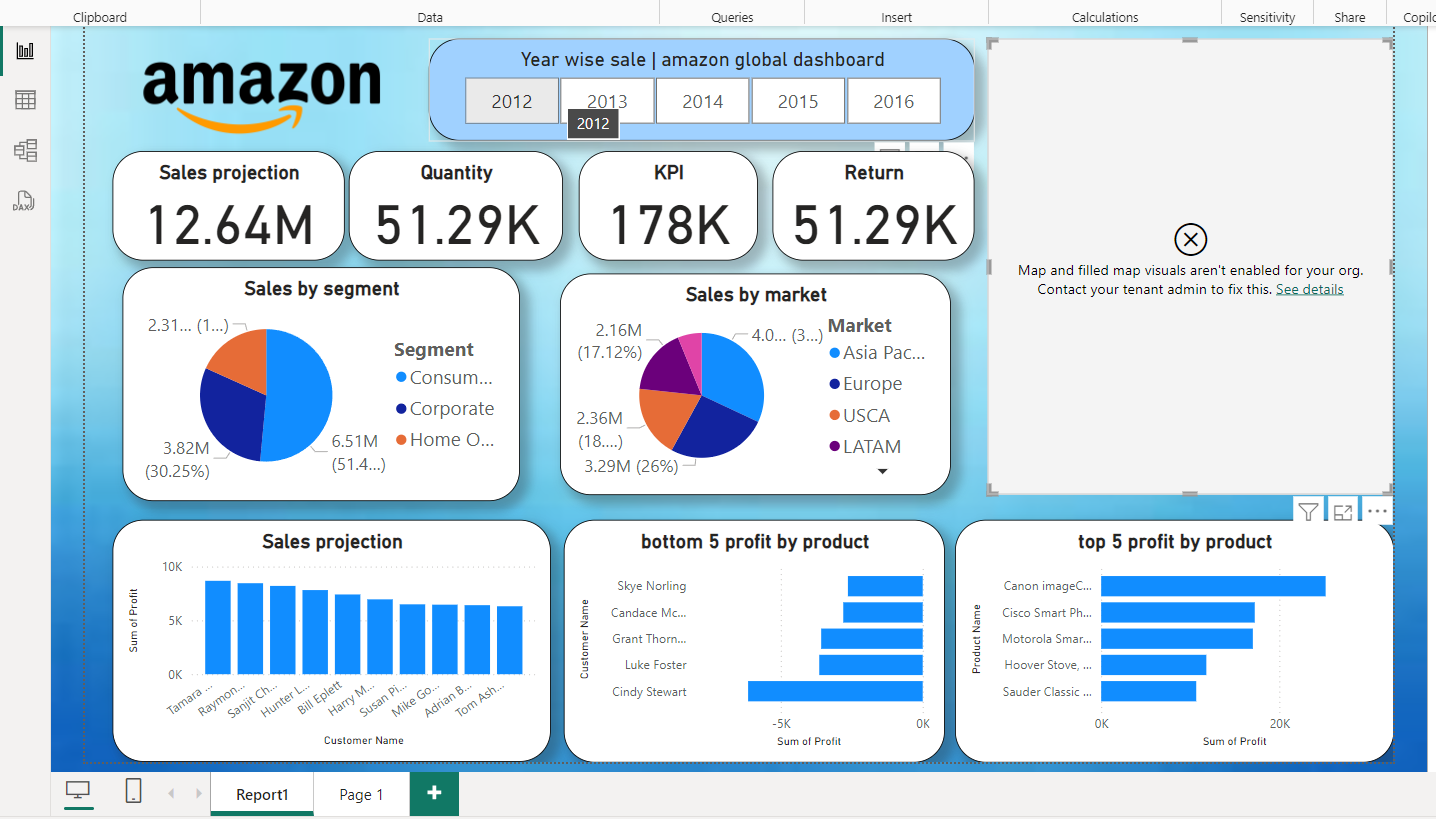 Clipboard
Data
Queries
Insert
Calculations
Sensitivity
Share
Copilo
amazon
Year wise sale | amazon global dashboard
2012
2013
2014
2015
2016
2012
Sales projection
12.64M
Quantity
51.29K
KPI
178K
Return
51.29K
Map and filled map visuals aren't enabled for your org.
Contact your tenant admin to fix this. See details
DAX
Sales by segment
2.31... (1...)
3.82M
(30.25%)
6.51M
(51.4...)
Segment
Consum...
Corporate
Home O...
Sales by market
2.16M
(17.12%)
4.0... (3...)
2.36M
(18....)
3.29M (26%)
Market
Asia Pac...
Europe
USCA
LATAM
Sales projection
Sum of Profit
10K
5K
0K
Tamara ...
Raymon...
Sanjit Ch...
Hunter L...
Bill Eplett
Harry M...
Susan Pi...
Mike Go...
Adrian B...
Tom Ash...
Customer Name
bottom 5 profit by product
Customer Name
Skye Norling
Candace Mc...
Grant Thorn...
Luke Foster
Cindy Stewart
-5K
0K
Sum of Profit
top 5 profit by product
Product Name
Canon imageC...
Cisco Smart Ph...
Motorola Smar...
Hoover Stove, ...
Sauder Classic ...
0K
20K
Sum of Profit
Report1
Page 1